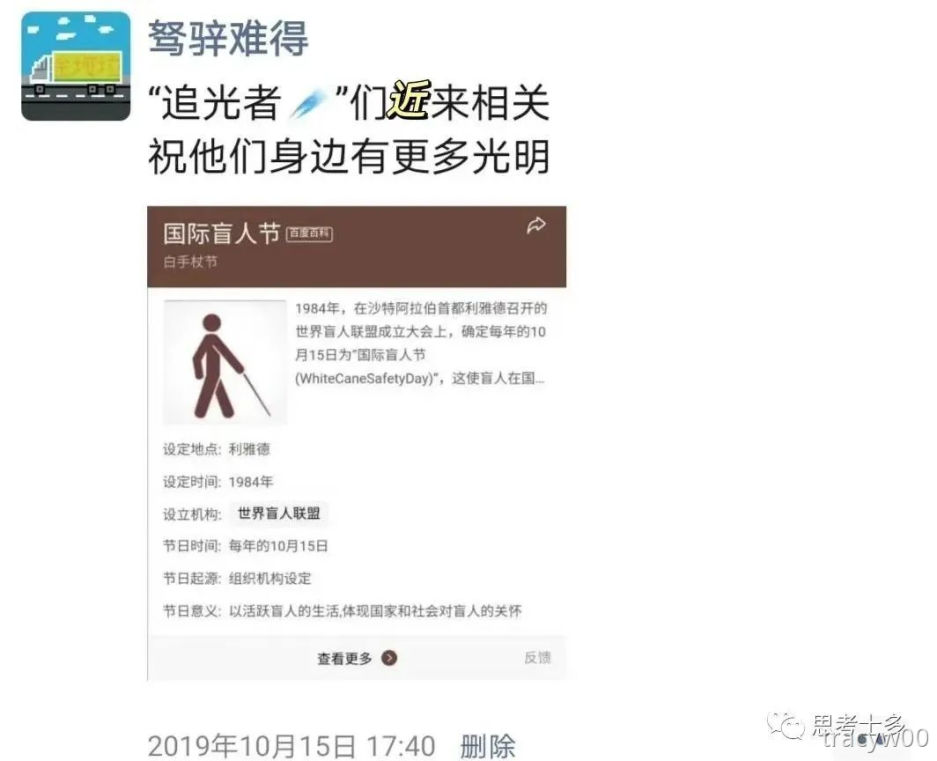 驽骍难得
“追光者☄️”们近来相关
祝他们身边有更多光明
国际盲人节 百度百科
白手杖节
1984年，在沙特阿拉伯首都利雅德召开的
世界盲人联盟成立大会上，确定每年的10
月15日为"国际盲人节
(WhiteCaneSafetyDay)"，这使盲人在国...
设定地点: 利雅德
设定时间: 1984年
设立机构: 世界盲人联盟
节日时间: 每年的10月15日
节日起源: 组织机构设定
节日意义: 以活跃盲人的生活,体现国家和社会对盲人的关怀
查看更多
反馈
2019年10月15日 17:40 删除
思考十多
tracyw00